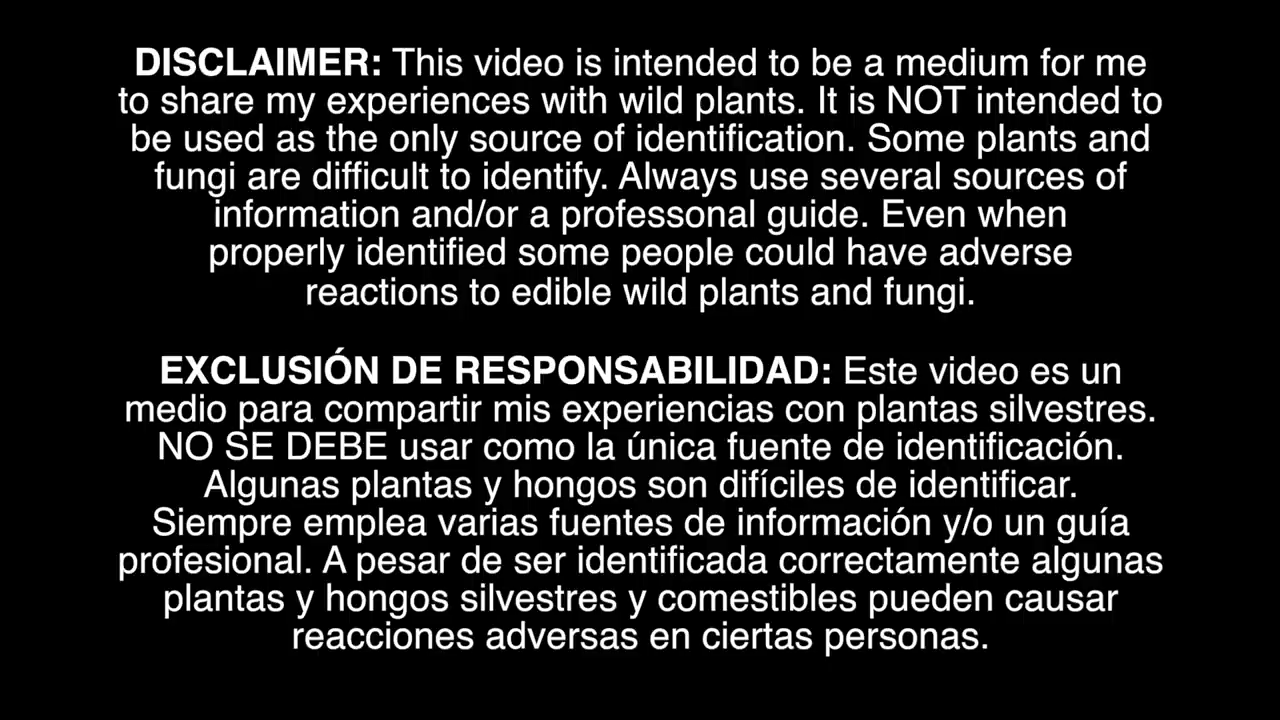 DISCLAIMER: This video is intended to be a medium for me
to share my experiences with wild plants. It is NOT intended to
be used as the only source of identification. Some plants and
fungi are difficult to identify. Always use several sources of
information and/or a professonal guide. Even when
properly identified some people could have adverse
reactions to edible wild plants and fungi.
EXCLUSIÓN DE RESPONSABILIDAD: Este video es un
medio para compartir mis experiencias con plantas silvestres.
NO SE DEBE usar como la única fuente de identificación.
Algunas plantas y hongos son difíciles de identificar.
Siempre emplea varias fuentes de información y/o un guía
profesional. A pesar de ser identificada correctamente algunas
plantas y hongos silvestres y comestibles pueden causar
reacciones adversas en ciertas personas.